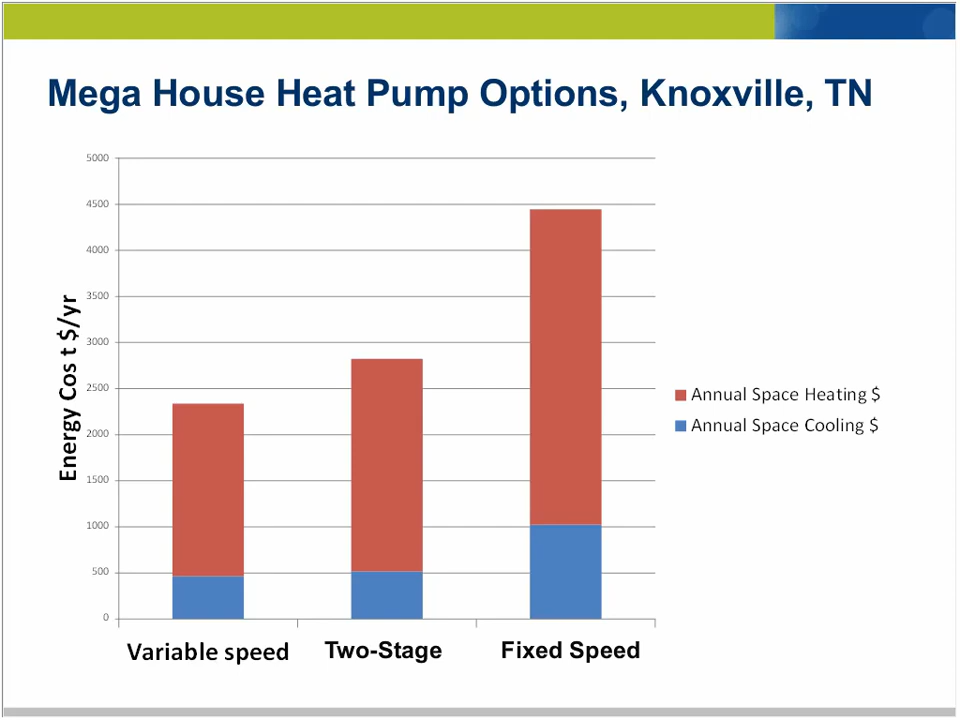 Mega House Heat Pump Options, Knoxville, TN
5000
4500
4000
3500
3000
2500
2000
1500
1000
500
0
Energy Cos t $/yr
Annual Space Heating $
Annual Space Cooling $
Variable speed
Two-Stage
Fixed Speed